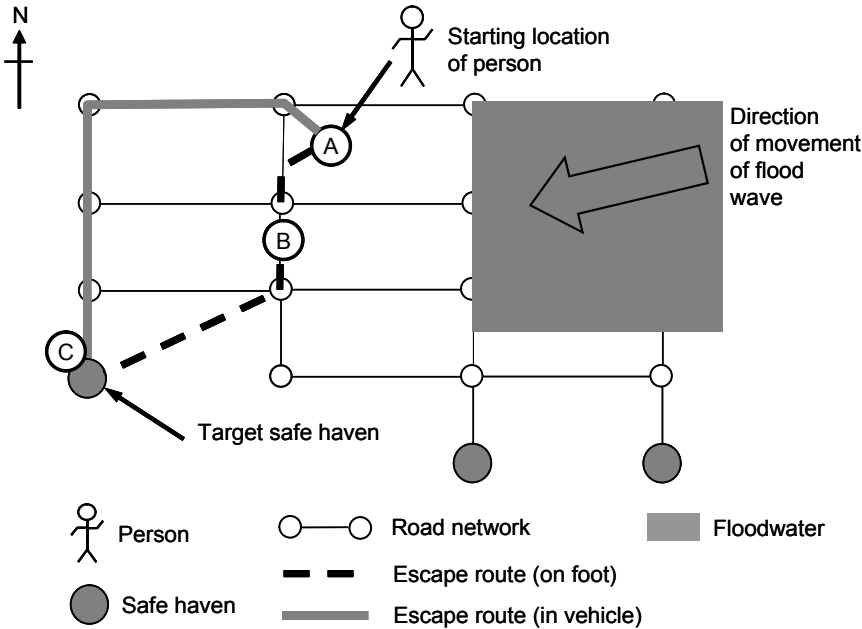 N
Starting location
of person
A
Direction
of movement
of flood
wave
B
C
Target safe haven
Person
Road network
Floodwater
Escape route (on foot)
Safe haven
Escape route (in vehicle)